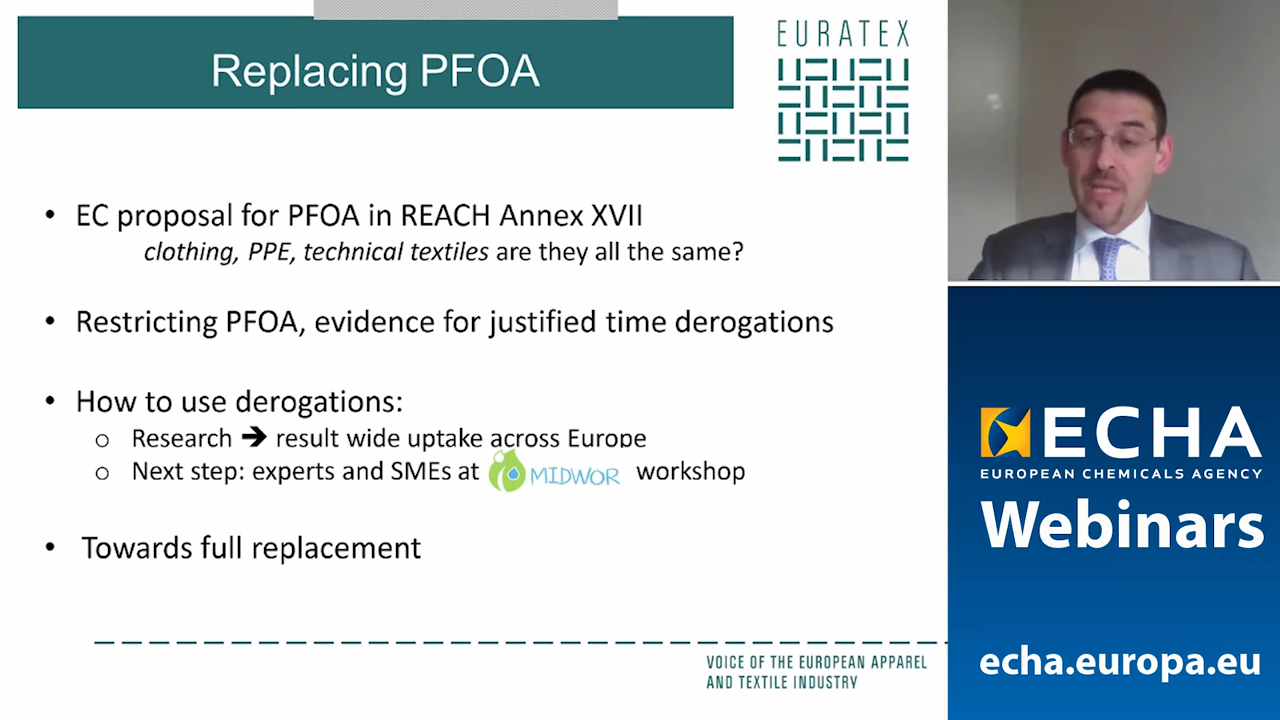 Replacing PFOA
EURATEX
• EC proposal for PFOA in REACH Annex XVII
clothing, PPE, technical textiles are they all the same?
• Restricting PFOA, evidence for justified time derogations
• How to use derogations:
o Research ➔ result wide uptake across Europe
o Next step: experts and SMEs at MIDWOR workshop
• Towards full replacement
VOICE OF THE EUROPEAN APPAREL
AND TEXTILE INDUSTRY
ECHA
EUROPEAN CHEMICALS AGENCY
Webinars
echa.europa.eu